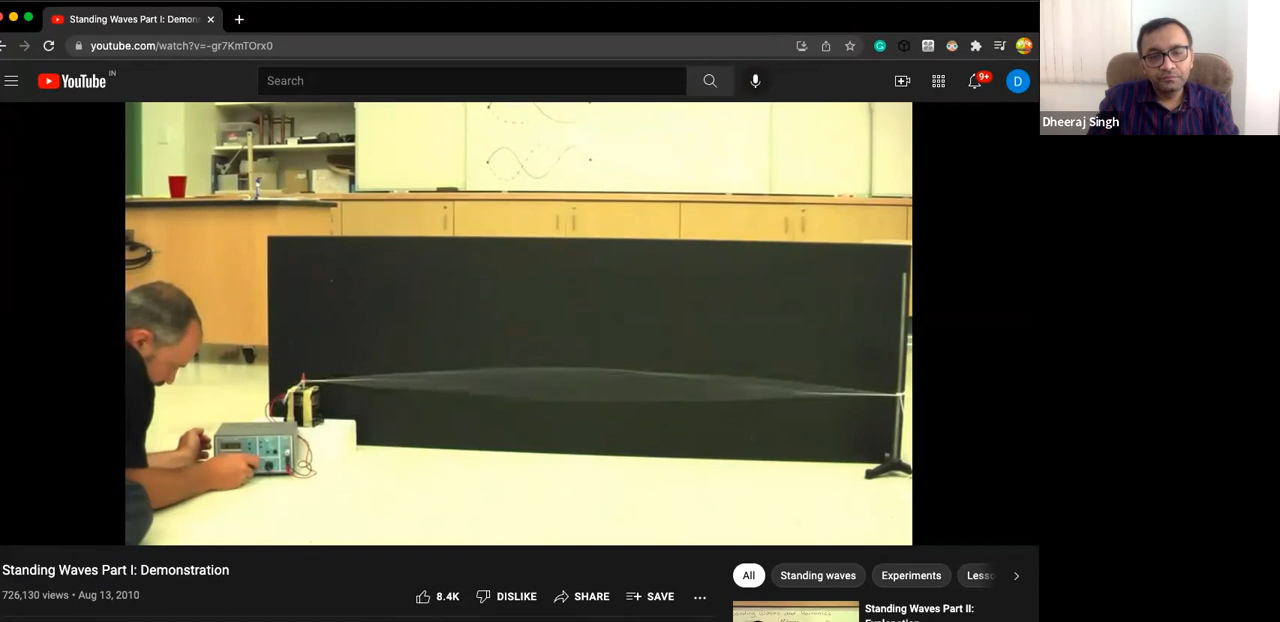 Standing Waves Part I: Demon
youtube.com/watch?v=-gr7KmTOrx0
YouTube IN
Search
9+
D
Dheeraj Singh
Standing Waves Part I: Demonstration
726,130 views • Aug 13, 2010
8.4K DISLIKE SHARE SAVE
All Standing waves Experiments Lesso
Standing Waves Part II: